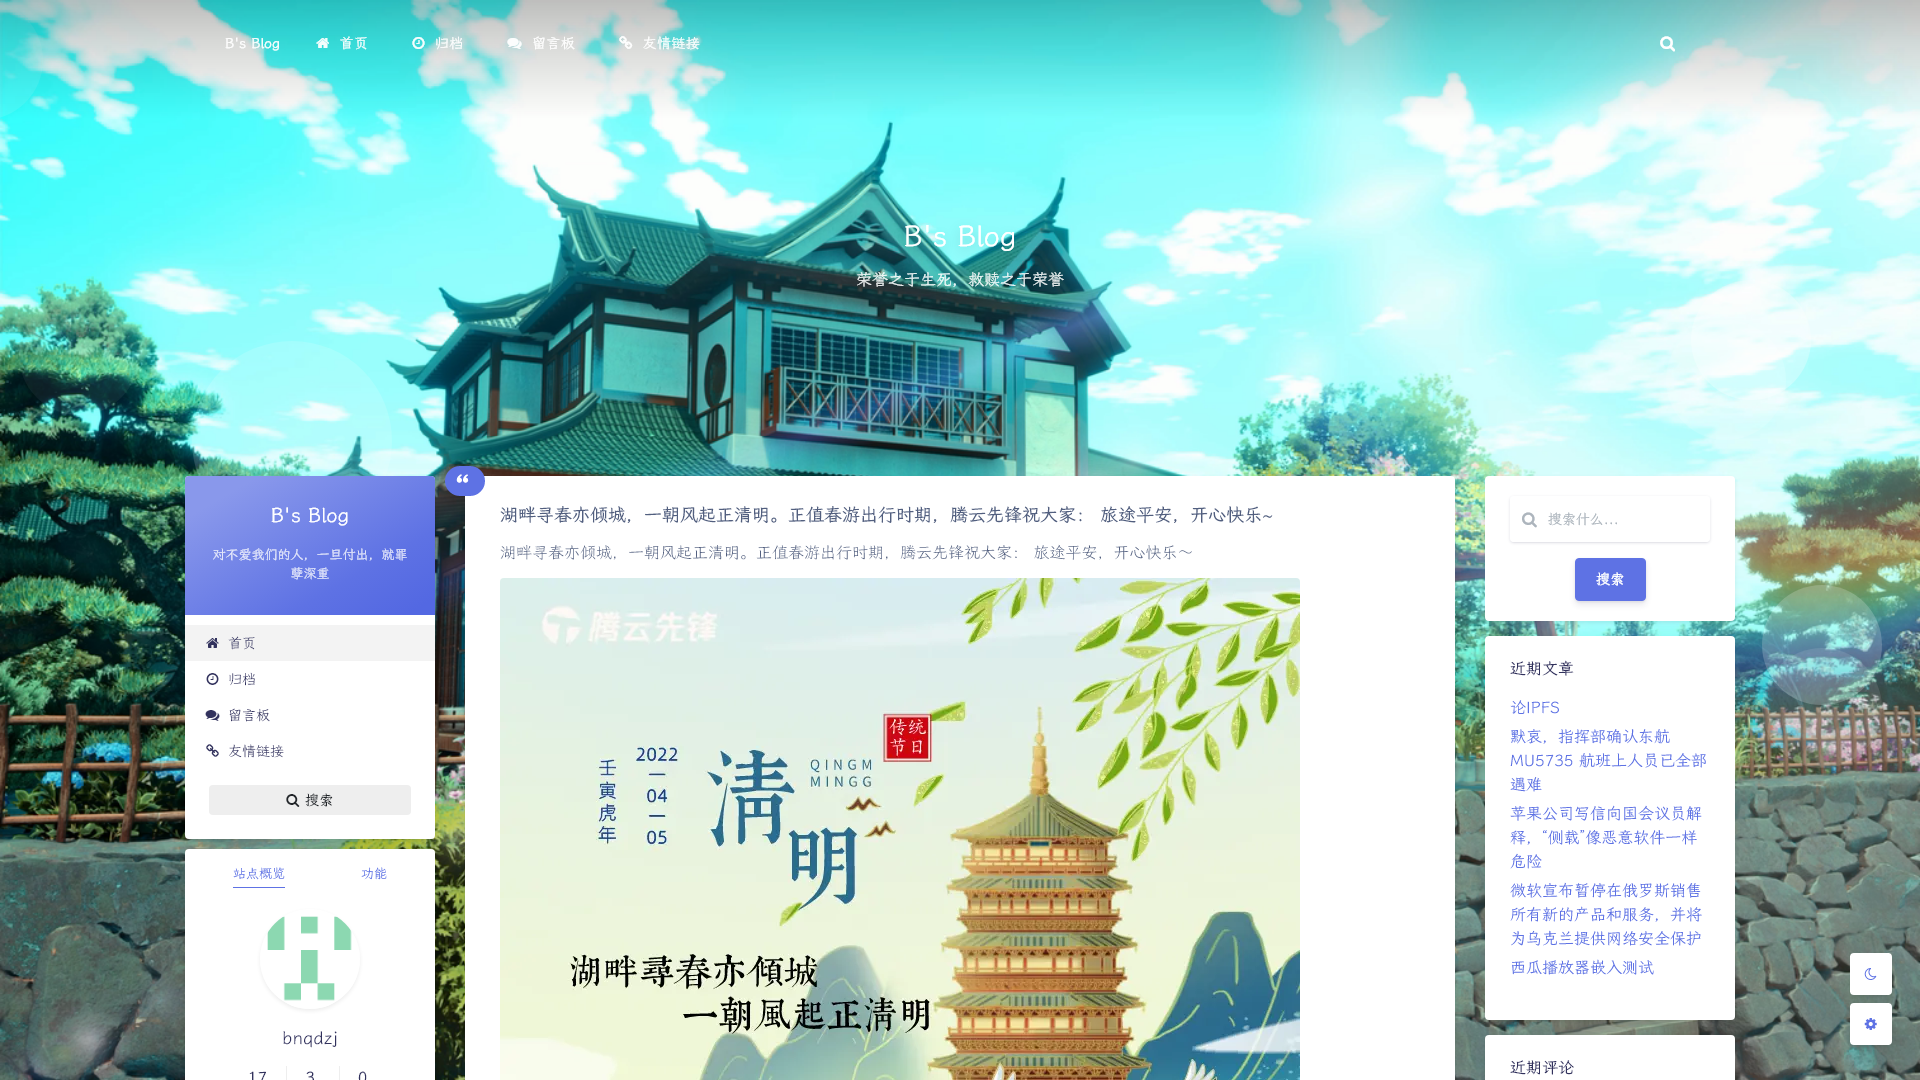 B's Blog
首页
归档
留言板
友情链接
B's Blog
荣誉之于生死，救赎之于荣誉
B's Blog
对不爱我们的人，一旦付出，就罪
孽深重
首页
归档
留言板
友情链接
搜索
站点概览
功能
bnqdzj
17
3
0
湖畔寻春亦倾城，一朝风起正清明。正值春游出行时期，腾云先锋祝大家： 旅途平安，开心快乐~
湖畔寻春亦倾城，一朝风起正清明。正值春游出行时期，腾云先锋祝大家： 旅途平安，开心快乐～
腾云先锋
传统
节日
壬寅虎年
2022
04
05
清明
QINGM
MINGG
湖畔尋春亦傾城
一朝風起正清明
搜索什么...
搜索
近期文章
论IPFS
默哀，指挥部确认东航
MU5735 航班上人员已全部
遇难
苹果公司写信向国会议员解
释，“侧载”像恶意软件一样
危险
微软宣布暂停在俄罗斯销售
所有新的产品和服务，并将
为乌克兰提供网络安全保护
西瓜播放器嵌入测试
近期评论